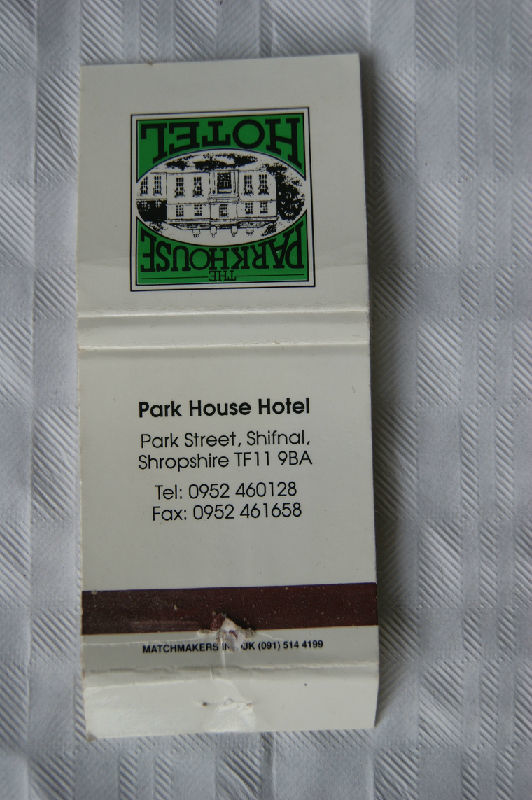 THE
PARKHOUSE
HOTEL
Park House Hotel
Park Street, Shifnal,
Shropshire TF11 9BA
Tel: 0952 460128
Fax: 0952 461658
MATCHMAKERS UK (091) 514 4199